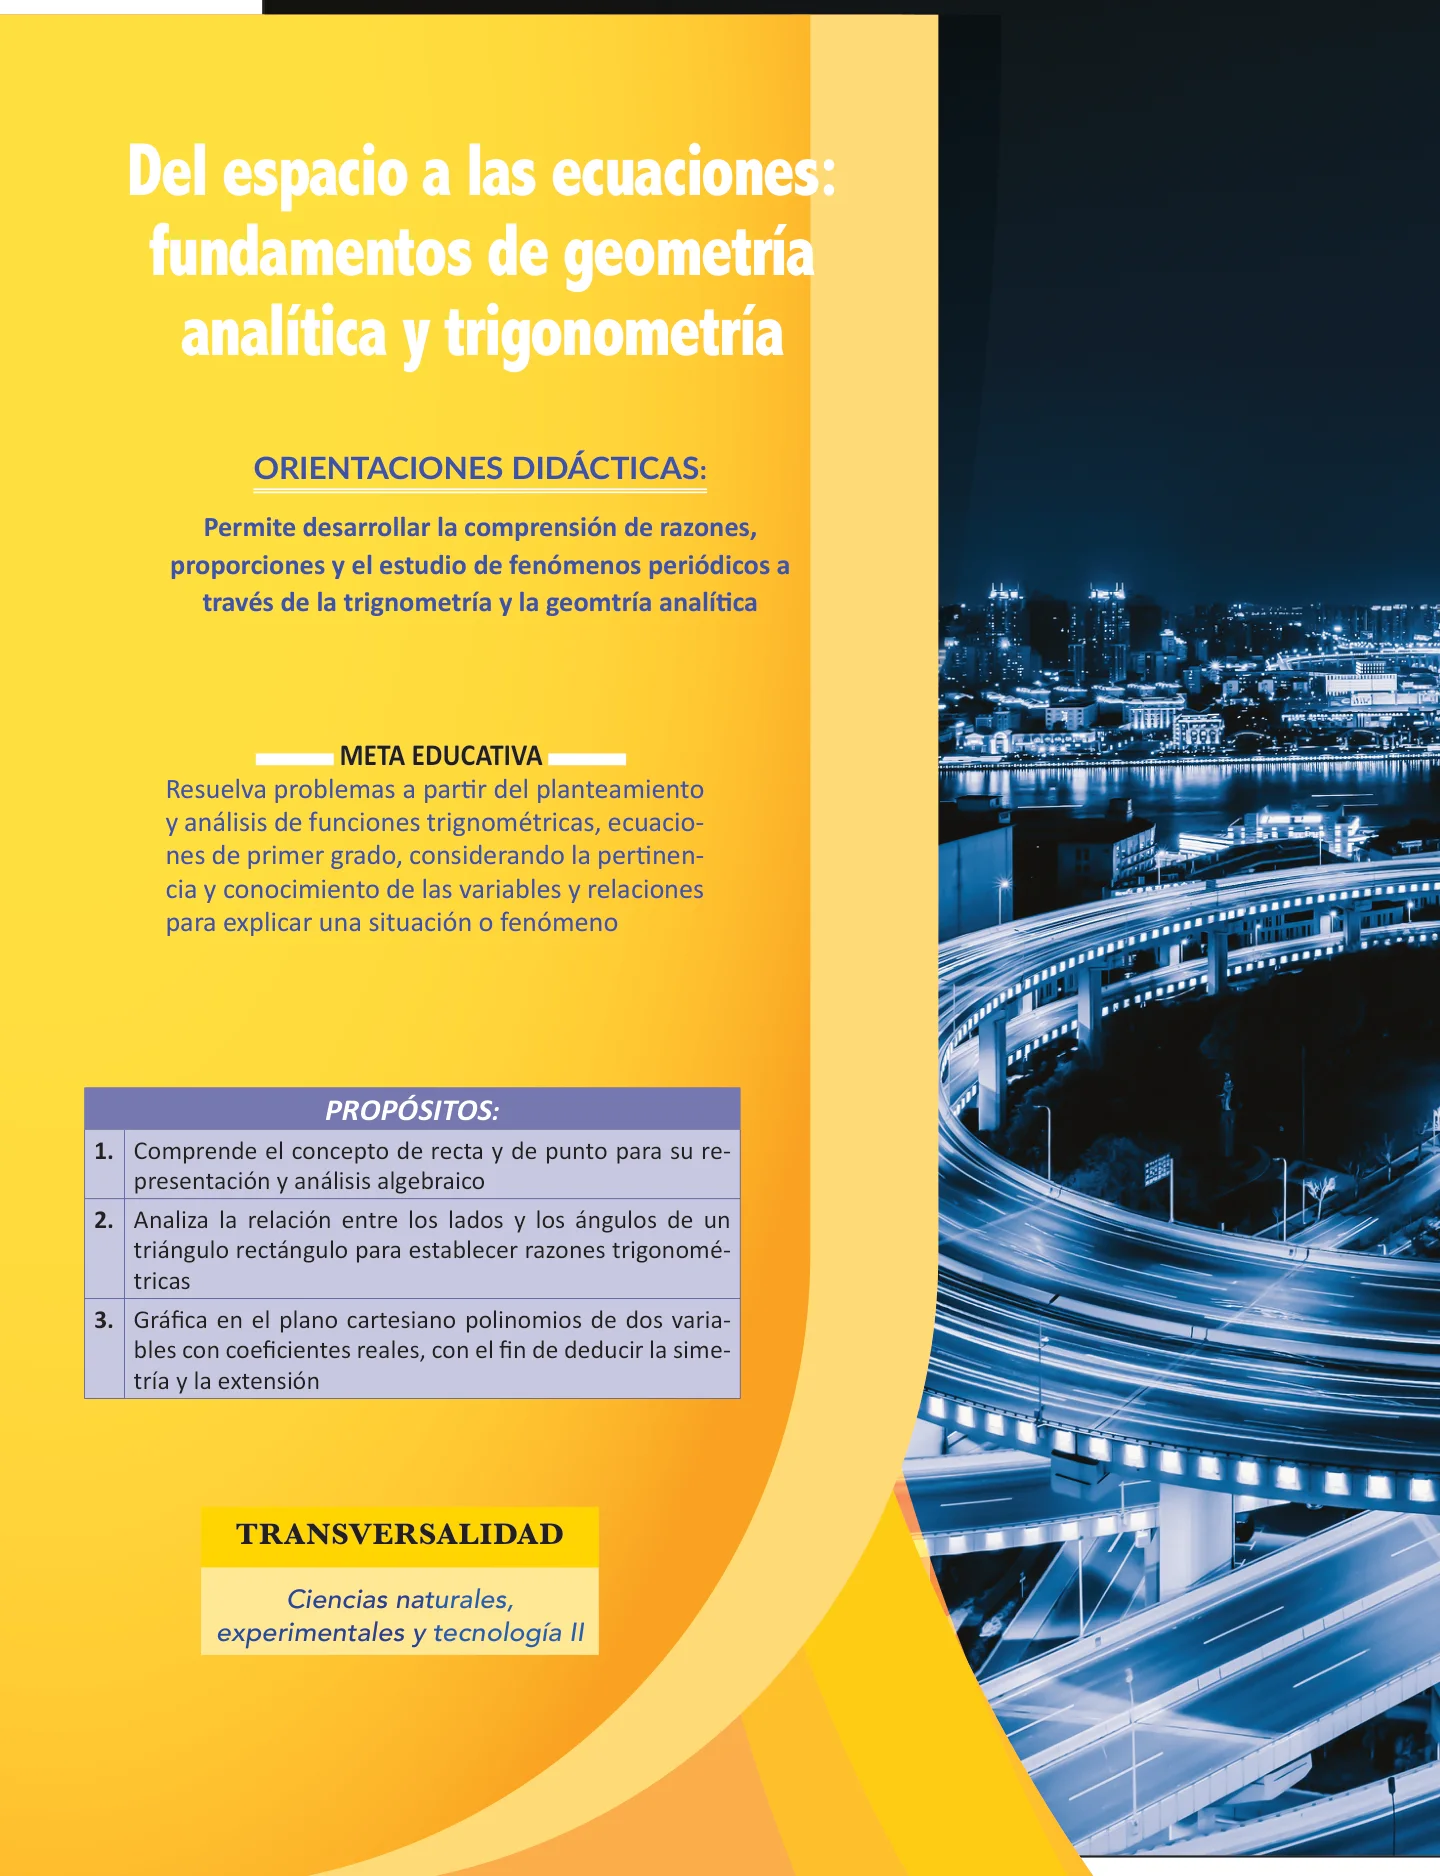 Del espacio a las ecuaciones:
fundamentos de geometría
analítica y trigonometría
ORIENTACIONES DIDÁCTICAS:
Permite desarrollar la comprensión de razones,
proporciones y el estudio de fenómenos periódicos a
través de la trignometría y la geomtría analítica
META EDUCATIVA
Resuelva problemas a partir del planteamiento
y análisis de funciones trignométricas, ecuacio-
nes de primer grado, considerando la pertinen-
cia y conocimiento de las variables y relaciones
para explicar una situación o fenómeno
PROPÓSITOS:
1. Comprende el concepto de recta y de punto para su re-
presentación y análisis algebraico
2. Analiza la relación entre los lados y los ángulos de un
triángulo rectángulo para establecer razones trigonomé-
tricas
3. Gráfica en el plano cartesiano polinomios de dos varia-
bles con coeficientes reales, con el fin de deducir la sime-
tría y la extensión
TRANSVERSALIDAD
Ciencias naturales,
experimentales y tecnología II